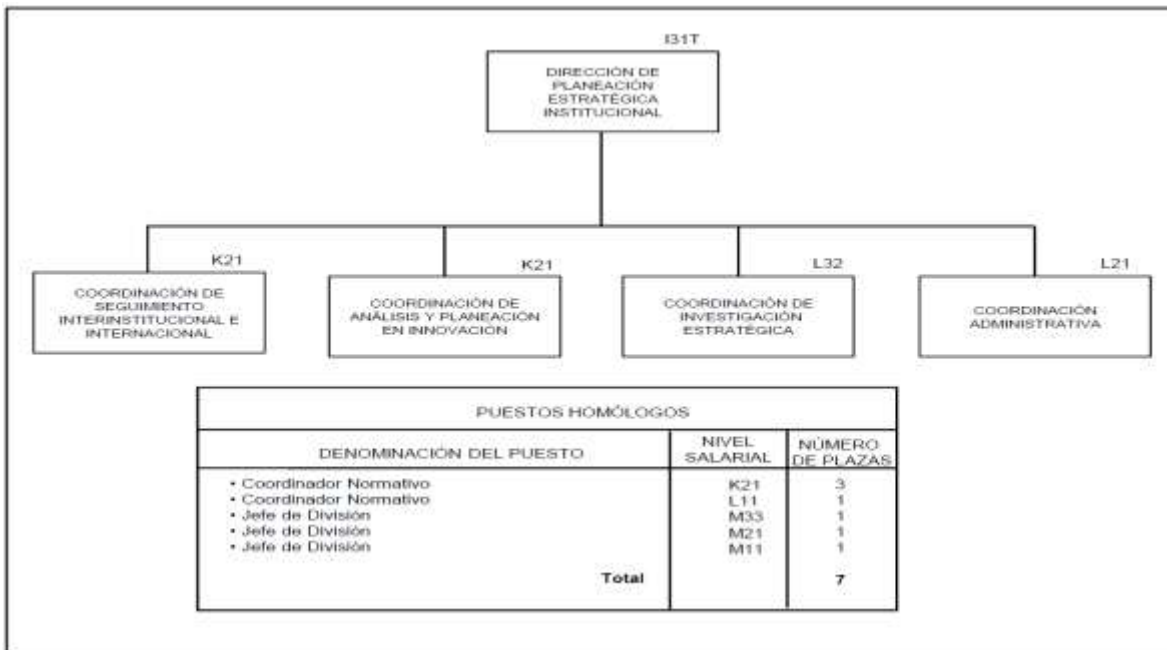 I31T
DIRECCIÓN DE
PLANEACIÓN
ESTRATÉGICA
INSTITUCIONAL
K21
COORDINACIÓN DE
SEGUIMIENTO
INTERINSTITUCIONAL E
INTERNACIONAL
K21
COORDINACIÓN DE
ANÁLISIS Y PLANEACIÓN
EN INNOVACIÓN
L32
COORDINACIÓN DE
INVESTIGACIÓN
ESTRATÉGICA
L21
COORDINACIÓN
ADMINISTRATIVA
PUESTOS HOMÓLOGOS
DENOMINACIÓN DEL PUESTO
NIVEL
SALARIAL
NÚMERO
DE PLAZAS
• Coordinador Normativo K21 3
• Coordinador Normativo L11 1
• Jefe de División M33 1
• Jefe de División M21 1
• Jefe de División M11 1
Total 7